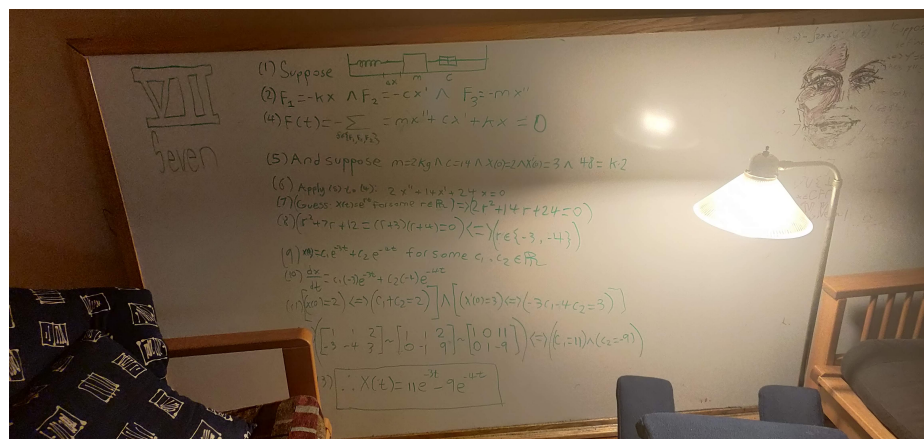 VII
Seven
(1) Suppose
Δx m c
(2) F₁=-kx ∧ F₂=-cx' ∧ F₃=-mx''
(4) F(t)=-∑ =mx''+cx'+kx=0
(5) And suppose m=2kg ∧ c=14 ∧ x(0)=2 ∧ x'(0)=3 ∧ 48=k·2
(6) Apply (5) to (4): 2x''+14x'+24x=0
(7) (Guess x(t)=e^rt for some r∈ℝ)=>(2r²+14r+24=0)
(8) (r²+7r+12=(r+3)(r+4)=0)<=>(r∈{-3,-4})
(9) x(t)=c₁e^-3t+c₂e^-4t for some c₁,c₂∈ℝ
(10) dx/dt=c₁(-3)e^-3t+c₂(-4)e^-4t
(11) [(x(0)=2)<=>(c₁+c₂=2)]∧[(x'(0)=3)<=>(-3c₁-4c₂=3)]
([1 1 2
-3 -4 3]~[1 1 2
0 -1 9]~[1 0 11
0 1 -9])<=>(c₁=11)∧(c₂=-9)
3) ∴ x(t)=11e^-3t-9e^-4t